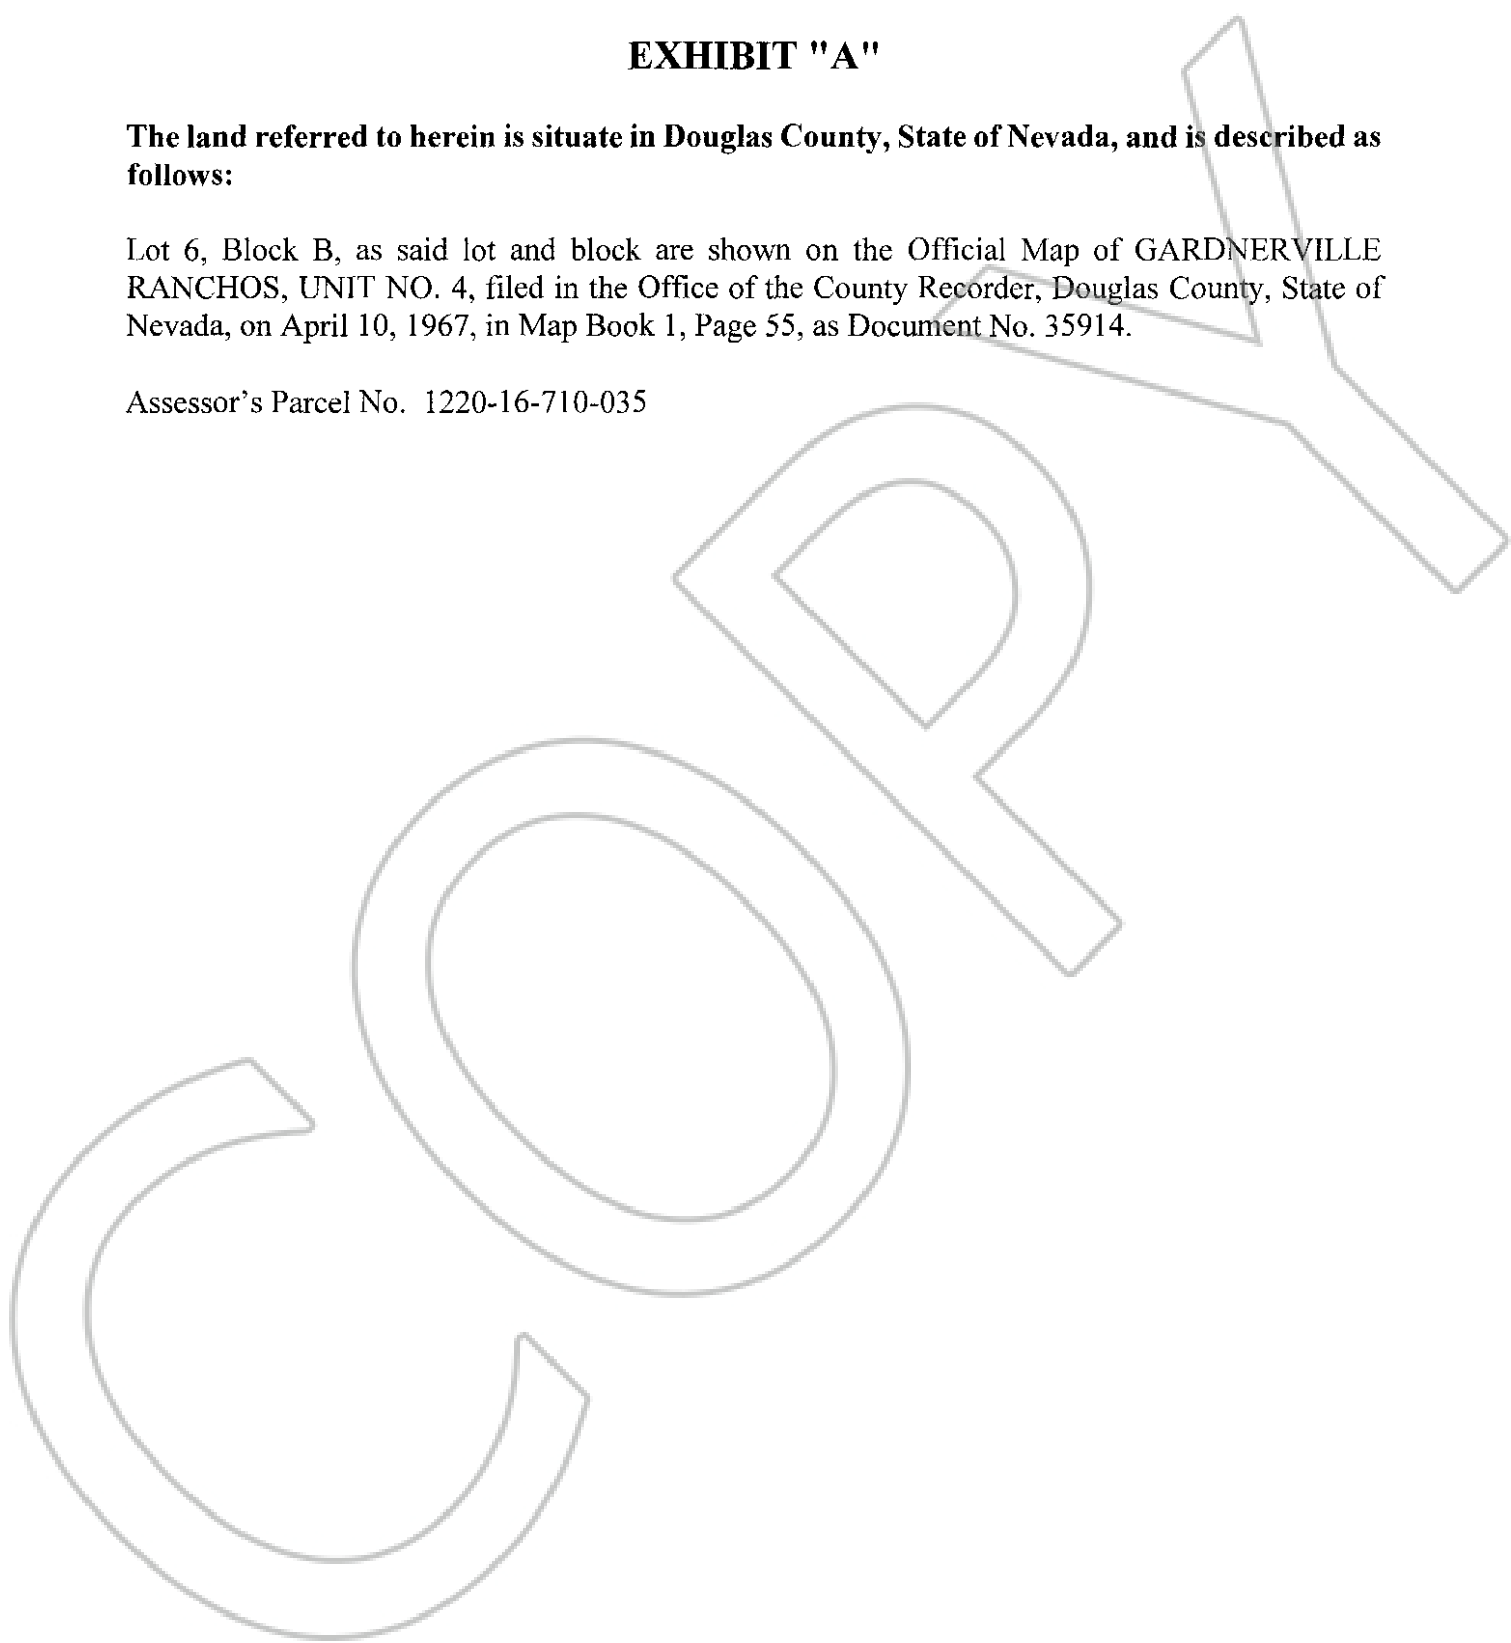 EXHIBIT "A"
The land referred to herein is situate in Douglas County, State of Nevada, and is described as
follows:
Lot 6, Block B, as said lot and block are shown on the Official Map of GARDNERVILLE
RANCHOS, UNIT NO. 4, filed in the Office of the County Recorder, Douglas County, State of
Nevada, on April 10, 1967, in Map Book 1, Page 55, as Document No. 35914.
Assessor's Parcel No. 1220-16-710-035
COPY